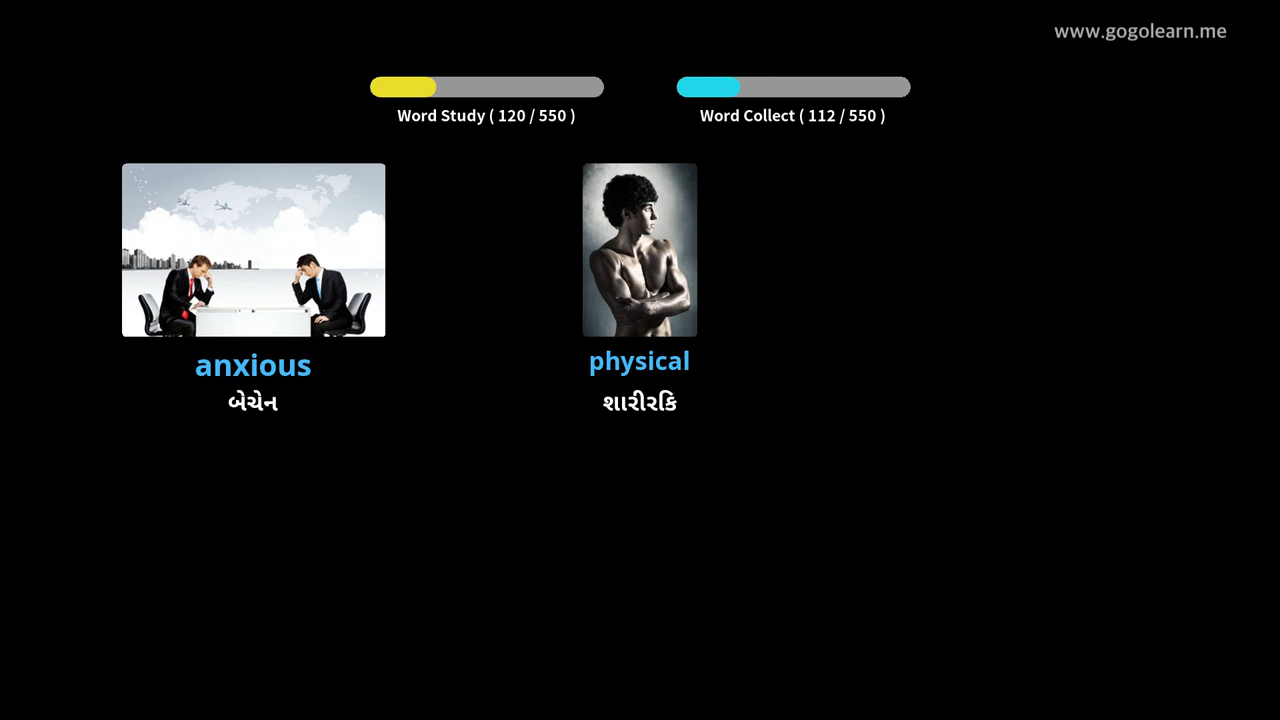 www.gogolearn.me
Word Study ( 120 / 550 )
Word Collect ( 112 / 550 )
anxious
બેચેન
physical
શારીરકિ